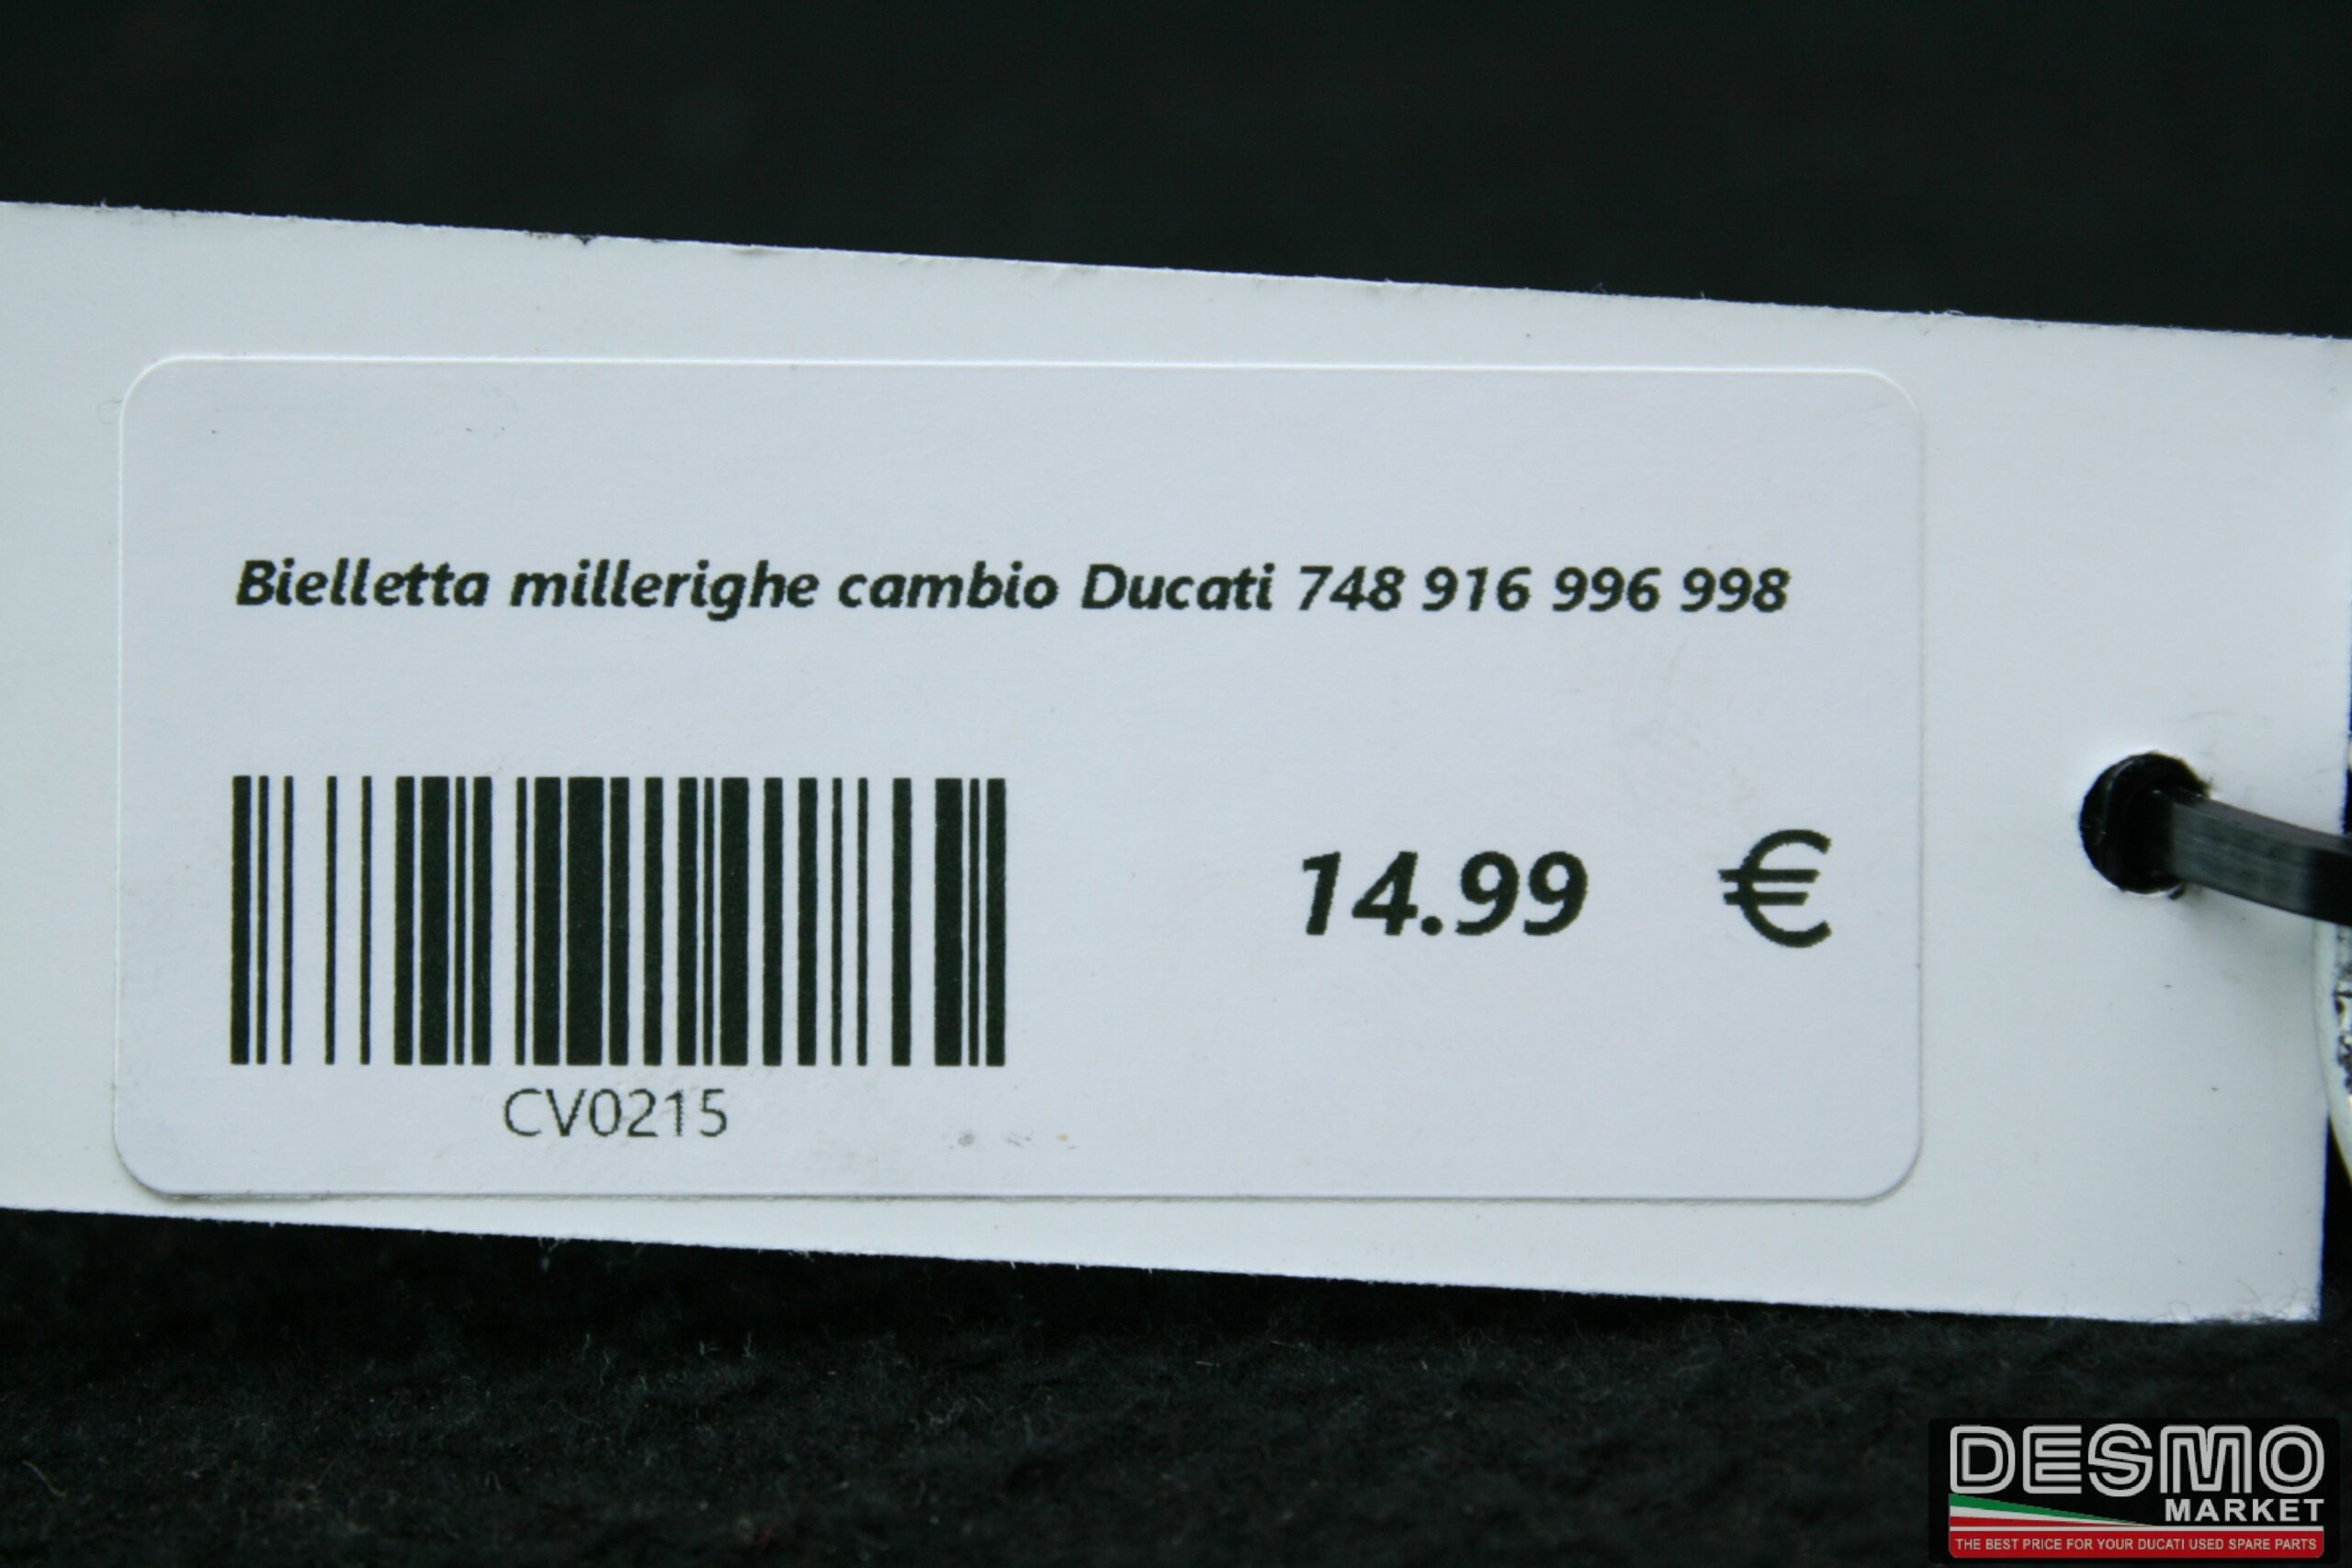 Bielletta millerighe cambio Ducati 748 916 996 998
14.99 €
CV0215
DESMO
MARKET
THE BEST PRICE FOR YOUR DUCATI USED SPARE PARTS